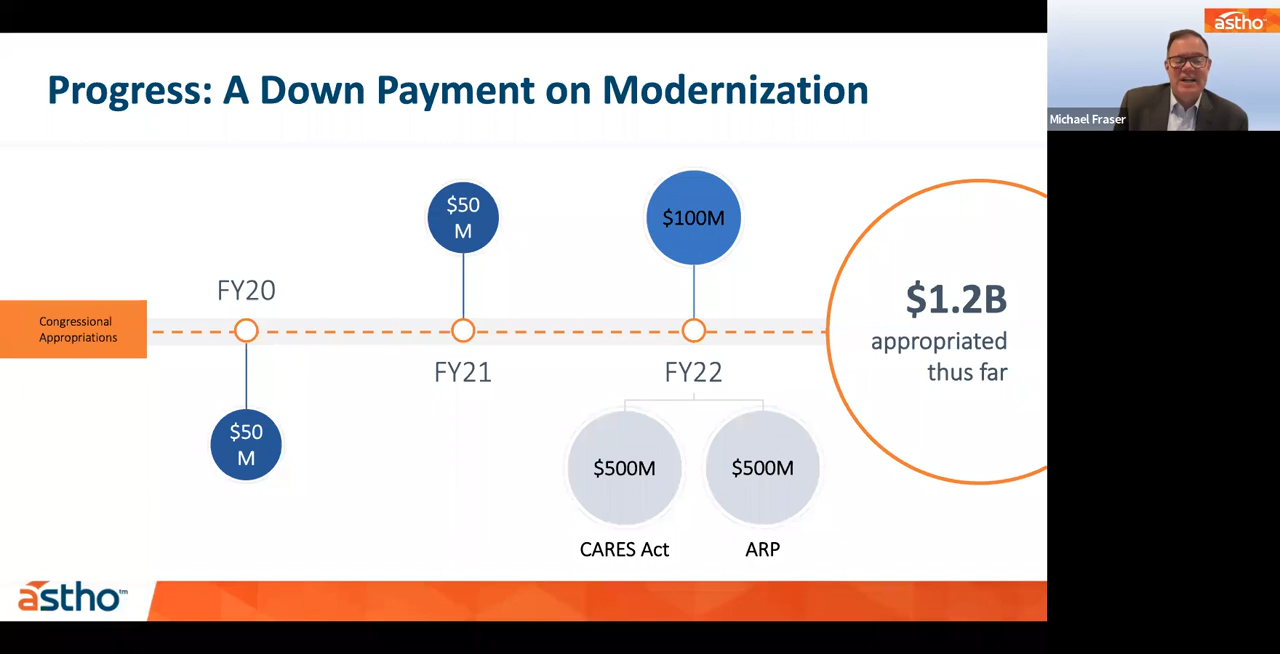 Progress: A Down Payment on Modernization
astho
Michael Fraser
$50
M
$100M
FY20
Congressional
Appropriations
$1.2B
appropriated
thus far
FY21
FY22
$50
M
$500M
$500M
CARES Act
ARP
astho™